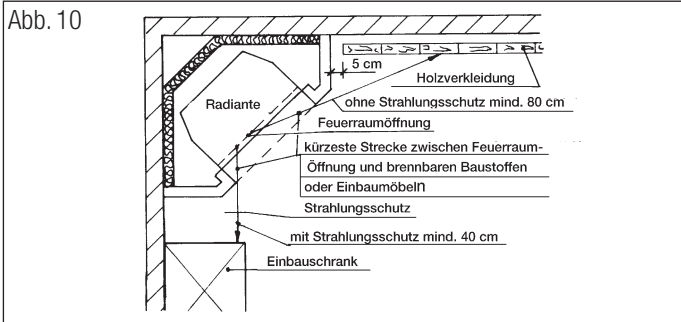 Abb. 10
5 cm
Holzverkleidung
Radiante
ohne Strahlungsschutz mind. 80 cm
Feuerraumöffnung
kürzeste Strecke zwischen Feuerraum-
Öffnung und brennbaren Baustoffen
oder Einbaumöbeln
Strahlungsschutz
mit Strahlungsschutz mind. 40 cm
Einbauschrank